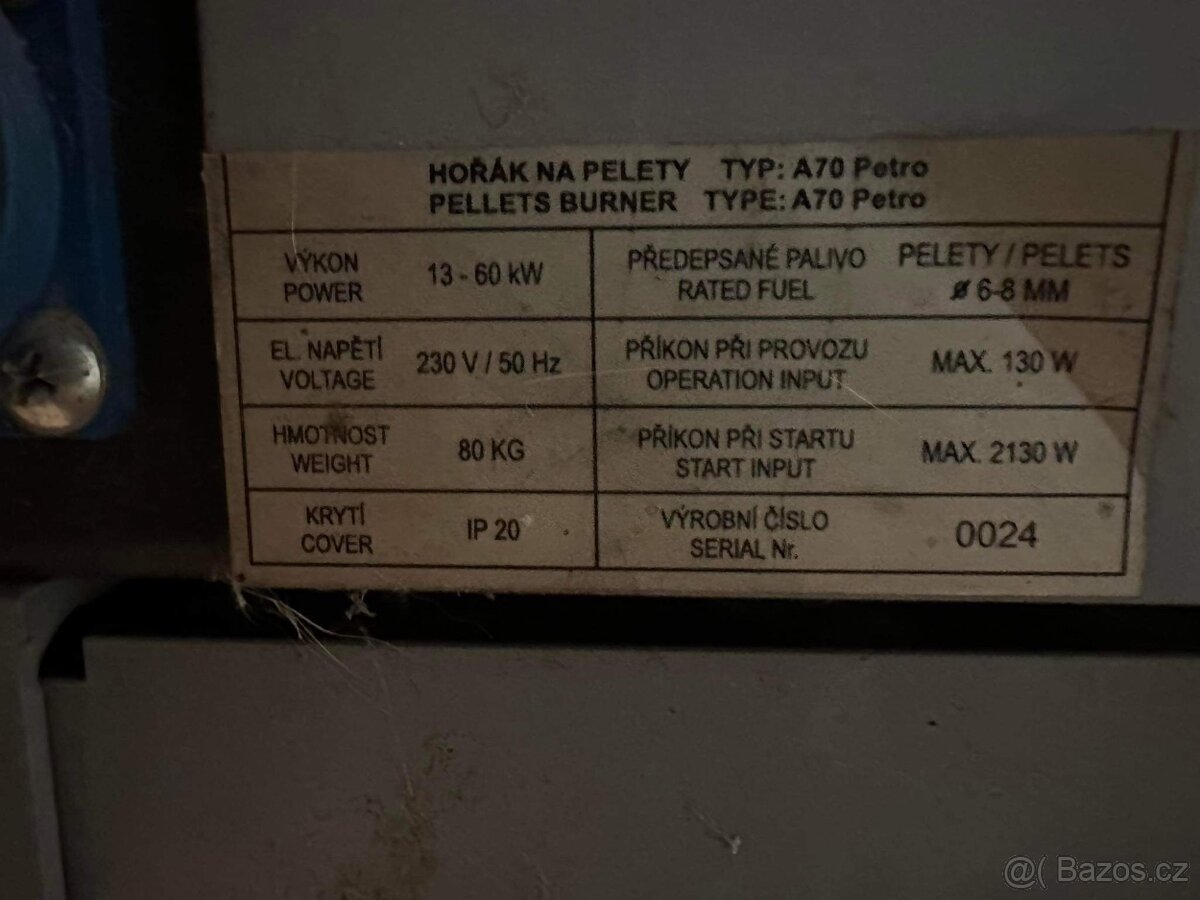 HOŘÁK NA PELETY TYP: A70 Petro
PELLETS BURNER TYPE: A70 Petro
VÝKON
POWER
13 - 60 kW
PŘEDEPSANÉ PALIVO
RATED FUEL
PELETY / PELETS
ø 6-8 MM
EL. NAPĚTÍ
VOLTAGE
230 V / 50 Hz
PŘÍKON PŘI PROVOZU
OPERATION INPUT
MAX. 130 W
HMOTNOST
WEIGHT
80 KG
PŘÍKON PŘI STARTU
START INPUT
MAX. 2130 W
KRYTÍ
COVER
IP 20
VÝROBNÍ ČÍSLO
SERIAL Nr.
0024
@( Bazos.cz